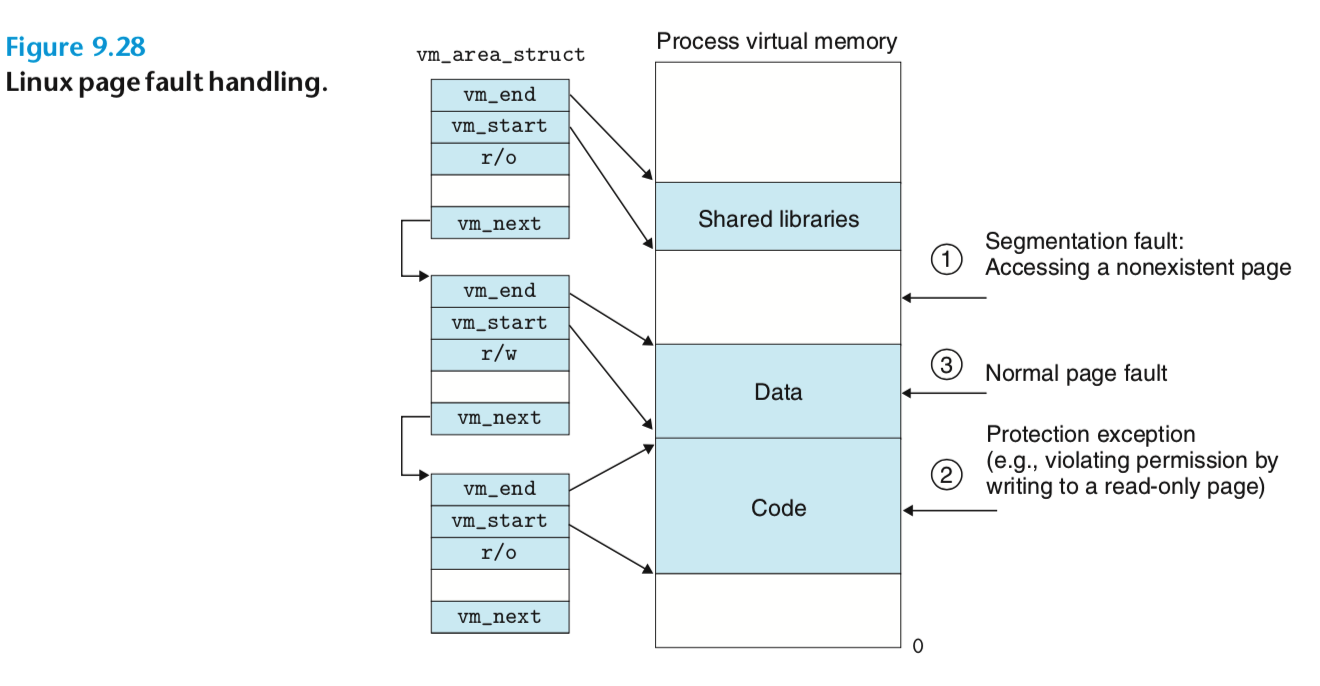 Figure 9.28
Linux page fault handling.
vm_area_struct
vm_end
vm_start
r/o
vm_next
vm_end
vm_start
r/w
vm_next
vm_end
vm_start
r/o
vm_next
Process virtual memory
Shared libraries
Data
Code
0
1
Segmentation fault:
Accessing a nonexistent page
3
Normal page fault
2
Protection exception
(e.g., violating permission by
writing to a read-only page)